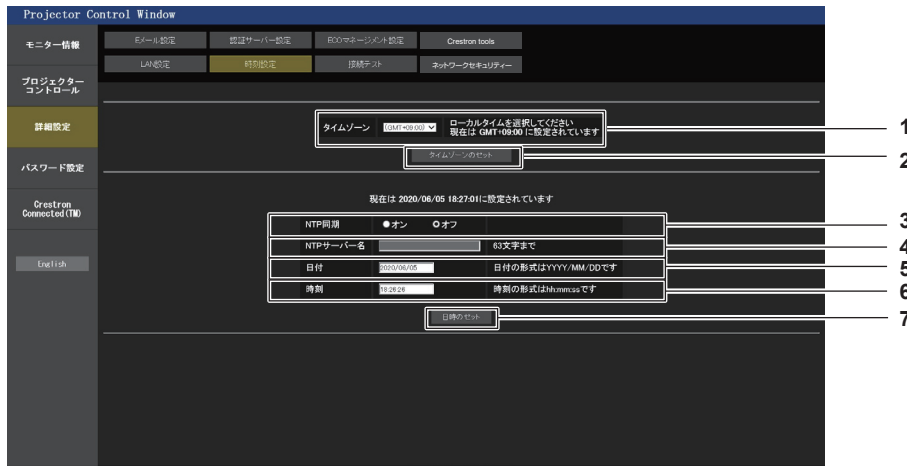 Projector Control Window
モニター情報
プロジェクター
コントロール
詳細設定
パスワード設定
Crestron
Connected(TM)
English
Eメール設定 認証サーバー設定 ECOマネージメント設定 Crestron tools
LAN設定 時刻設定 接続テスト ネットワークセキュリティー
タイムゾーン (GMT+09:00) ローカルタイムを選択してください
現在は GMT+09:00 に設定されています
1
タイムゾーンのセット
2
現在は 2020/06/05 18:27:01に設定されています
NTP同期 オン オフ
3
NTPサーバー名 63文字まで
4
日付 2020/06/05 日付の形式はYYYY/MM/DDです
5
時刻 18:26:26 時刻の形式はhh:mm:ssです
6
日時のセット
7